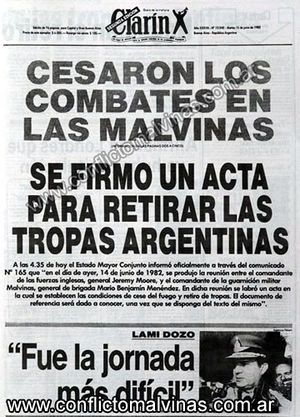 Clarín X
www.conflictomalvinas.com.ar
CESARON LOS
COMBATES EN
LAS MALVINAS
SE FIRMO UN ACTA
PARA RETIRAR LAS
TROPAS ARGENTINAS
A las 4.35 de hoy el Estado Mayor Conjunto informó oficialmente a través del comunicado
N° 165 que "en el día de ayer, 14 de junio de 1982, se produjo la reunión entre el comandante
de las fuerzas inglesas, general Jeremy Moore, y el comandante de la guarnición militar
Malvinas, general de brigada Mario Benjamín Menéndez. En dicha reunión se labró un acta
en la cual se establecen las condiciones de cese del fuego y retiro de tropas. El documento
de referencia será dado a conocer, una vez que se disponga del texto del mismo".
LAMI DOZO
"Fue la jornada
más difícil"
www.conflictomalvinas.com.ar